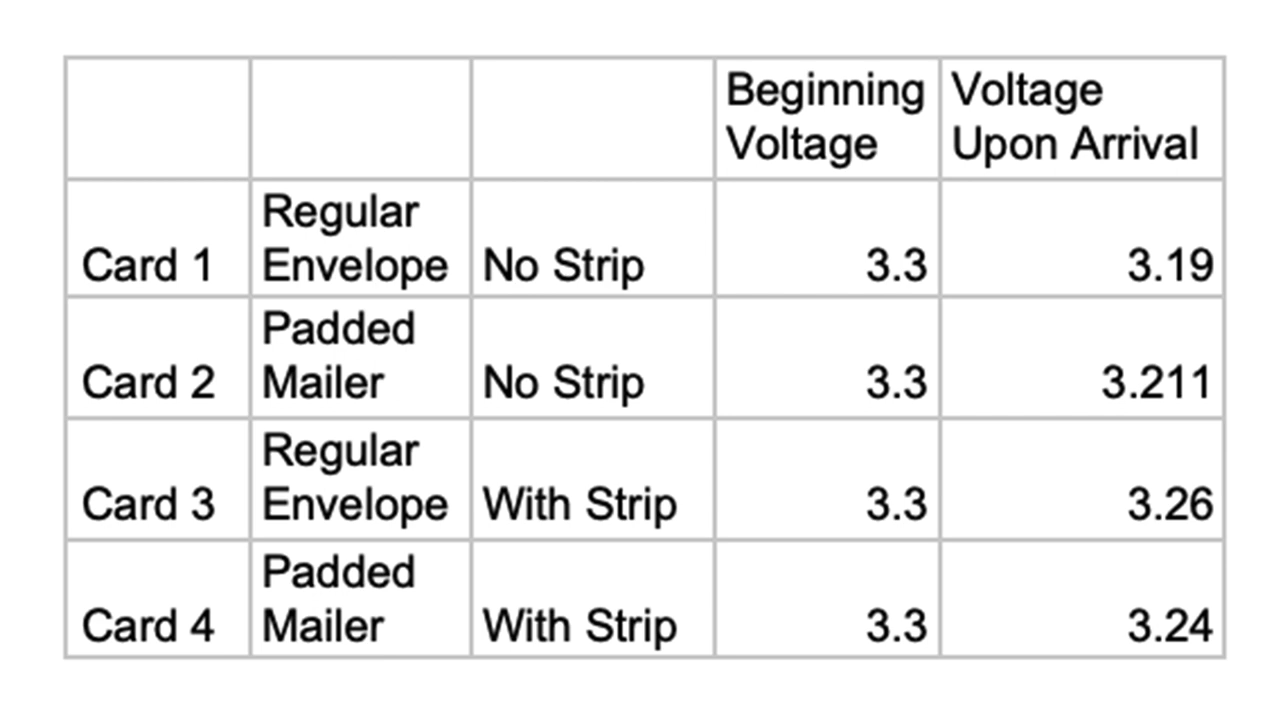 Beginning Voltage
Voltage Upon Arrival
Card 1 Regular Envelope No Strip 3.3 3.19
Card 2 Padded Mailer No Strip 3.3 3.211
Card 3 Regular Envelope With Strip 3.3 3.26
Card 4 Padded Mailer With Strip 3.3 3.24